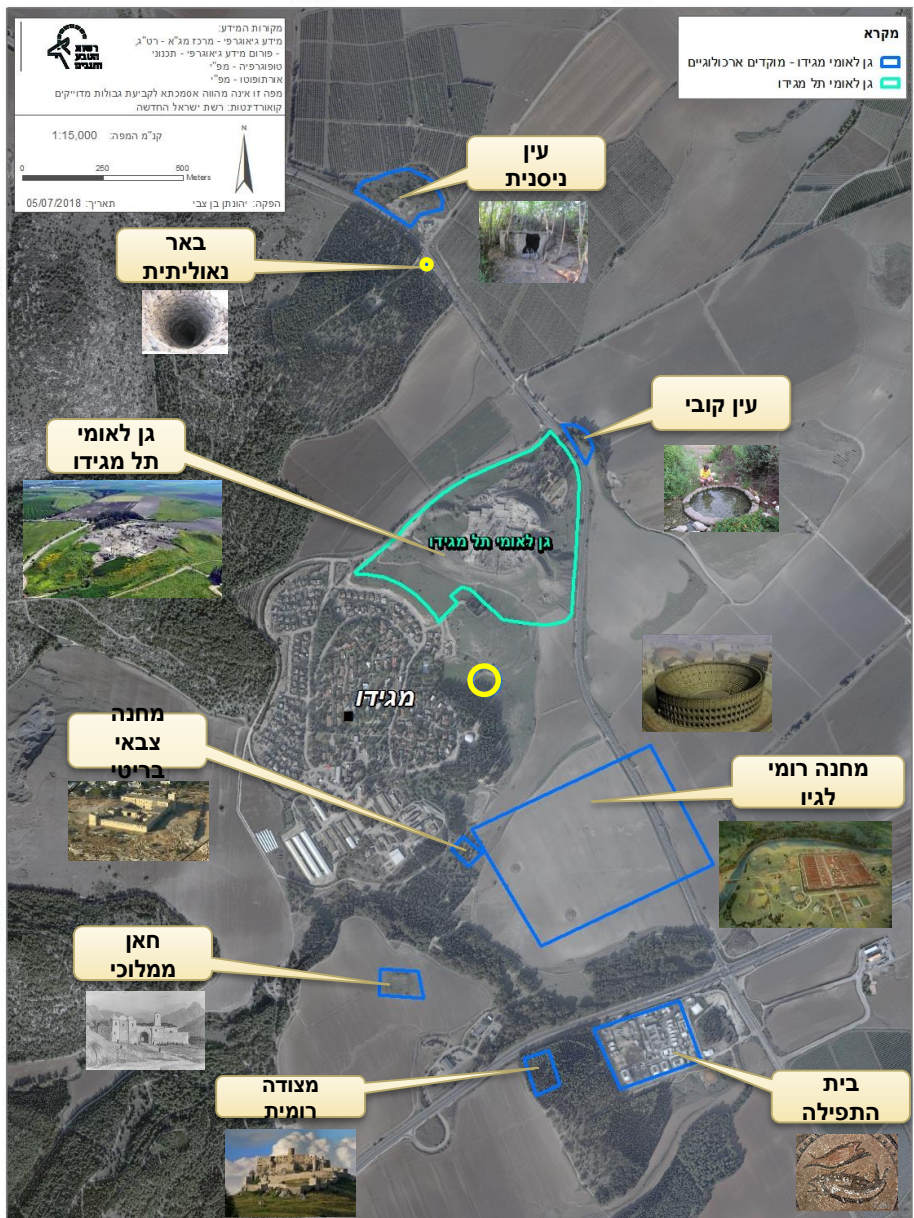 מקורות המידע:
מידע גיאוגרפי - מרכז מג"א - רט"ג,
- פורום מידע גיאוגרפי - תכנוני
טופוגרפיה - מפ"י
אורתופוטו - מפ"י
מפה זו אינה מהווה אסמכתא לקביעת גבולות מדוייקים
קואורדינטות: רשת ישראל החדשה
רשות
הטבע
והגנים
קנ"מ המפה: 1:15,000
N
0 250 500
Meters
הפקה: יהונתן בן צבי
תאריך: 05/07/2018
מקרא
גן לאומי מגידו - מוקדים ארכולוגיים
גן לאומי תל מגידו
עין
ניסנית
באר
נאוליתית
עין קובי
גן לאומי
תל מגידו
גן לאומי תל מגידו
מגידו
מחנה
צבאי
בריטי
מחנה רומי
לגיו
חאן
ממלוכי
מצודה
רומית
בית
התפילה